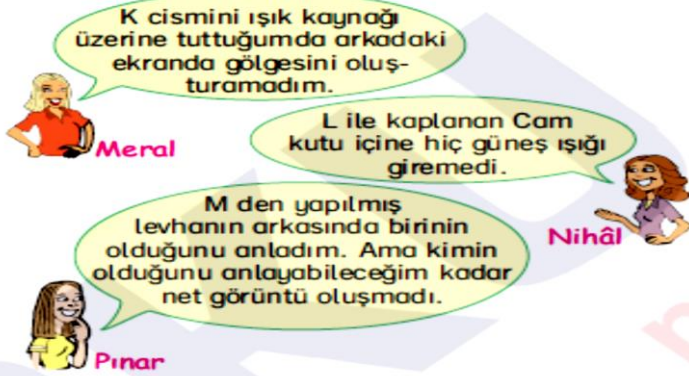 K cismini ışık kaynağı
üzerine tuttuğumda arkadaki
ekranda gölgesini oluş-
turamadım.
Meral
L ile kaplanan Cam
kutu içine hiç güneş ışığı
giremedi.
Nihâl
M den yapılmış
levhanın arkasında birinin
olduğunu anladım. Ama kimin
olduğunu anlayabileceğim kadar
net görüntü oluşmadı.
Pınar